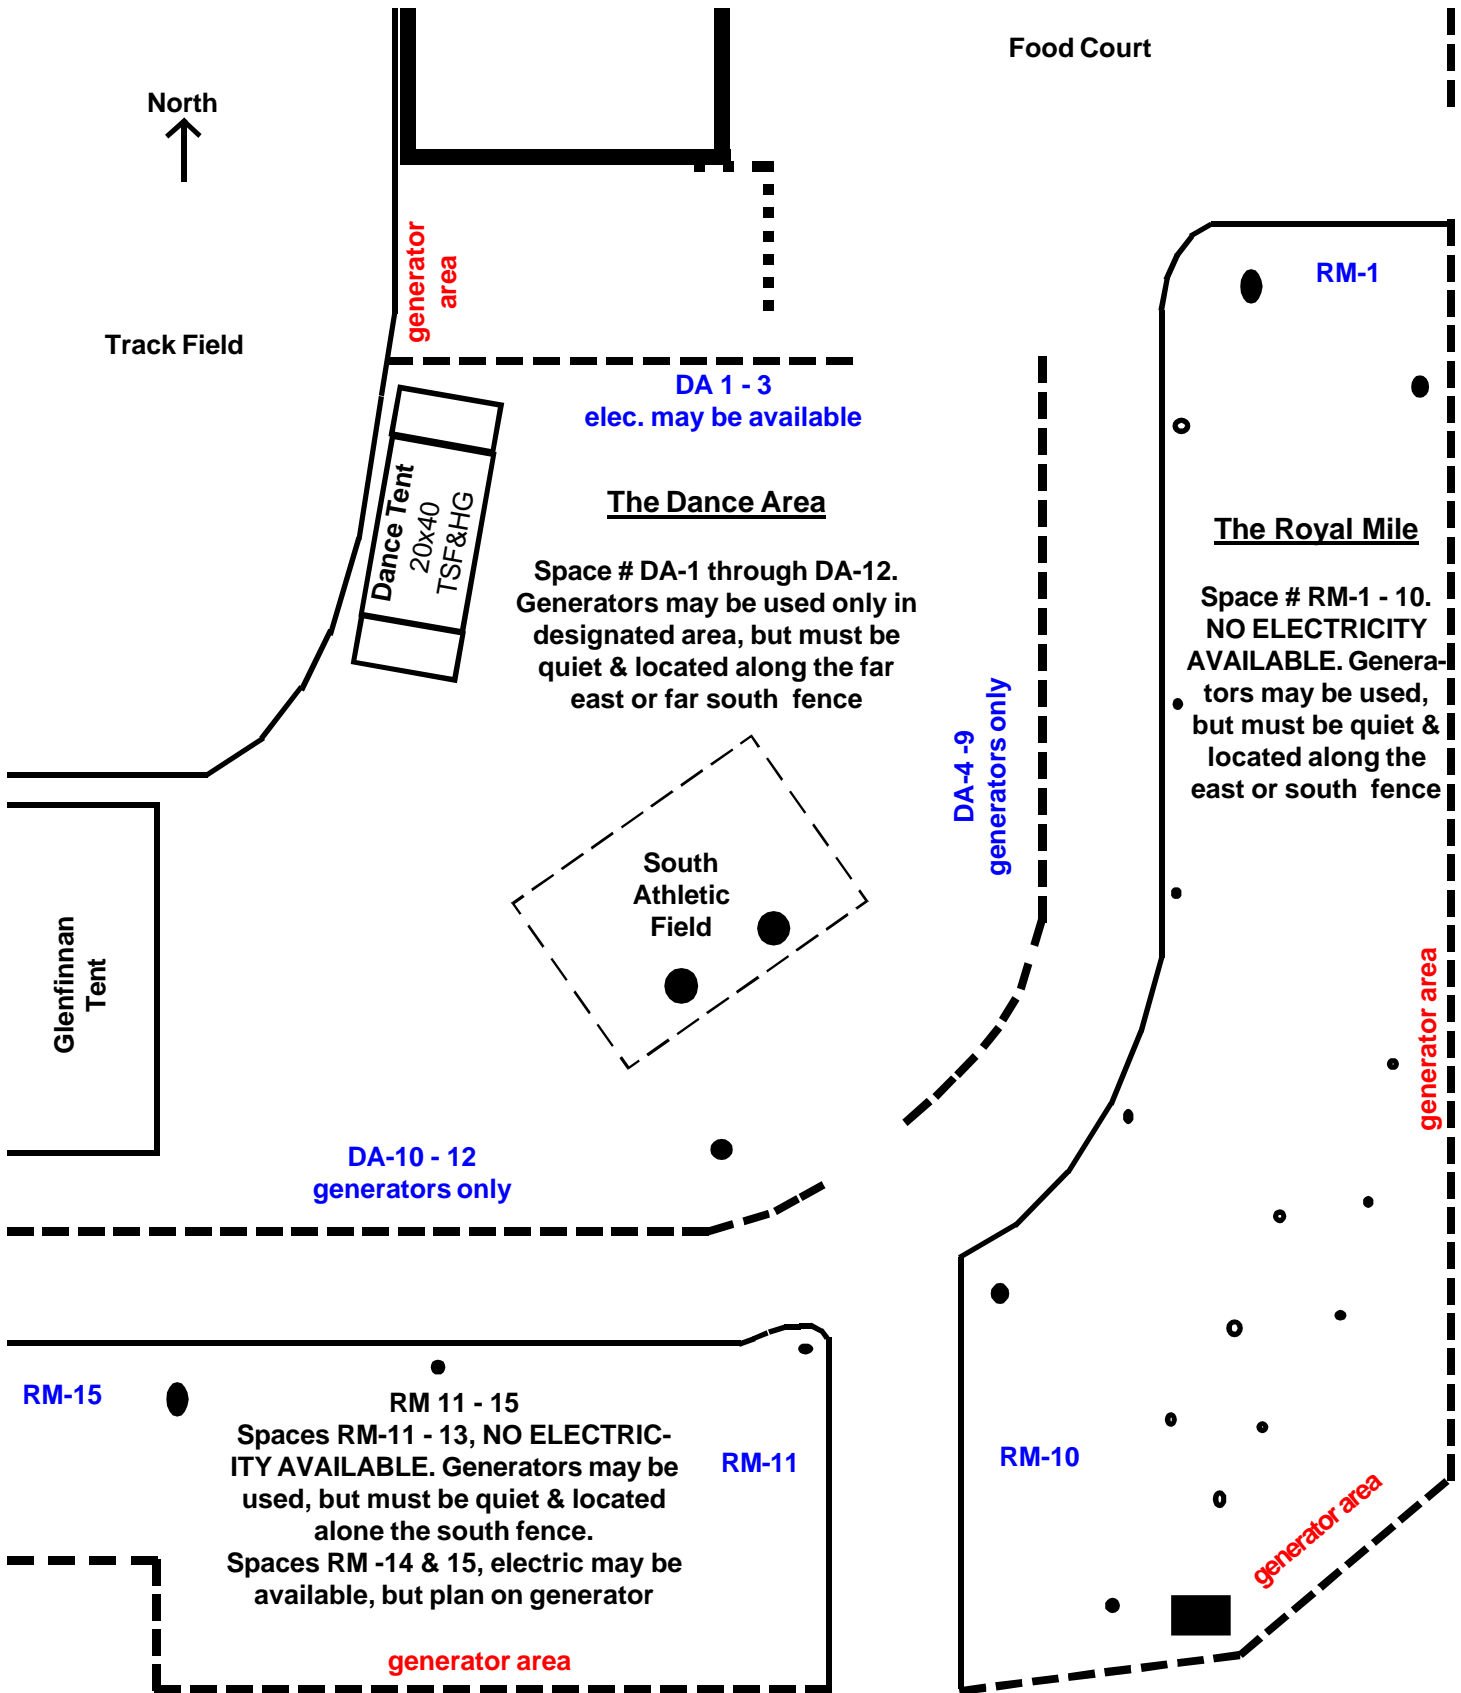 Food Court
North
generator
area
RM-1
Track Field
DA 1 - 3
elec. may be available
Dance Tent
20x40
TSF&HG
The Dance Area
Space # DA-1 through DA-12.
Generators may be used only in
designated area, but must be
quiet & located along the far
east or far south fence
The Royal Mile
Space # RM-1 - 10.
NO ELECTRICITY
AVAILABLE. Genera-
tors may be used,
but must be quiet &
located along the
east or south fence
DA-4 -9
generators only
South
Athletic
Field
Glenfinnan
Tent
generator area
DA-10 - 12
generators only
RM-15
RM 11 - 15
Spaces RM-11 - 13, NO ELECTRIC-
ITY AVAILABLE. Generators may be
used, but must be quiet & located
alone the south fence.
Spaces RM -14 & 15, electric may be
available, but plan on generator
RM-11
RM-10
generator area
generator area